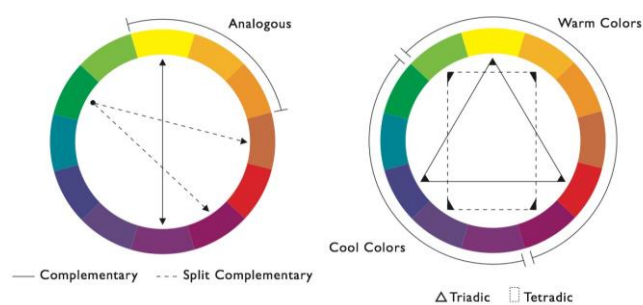 Analogous
Warm Colors
Cool Colors
Complementary
Split Complementary
Triadic
Tetradic